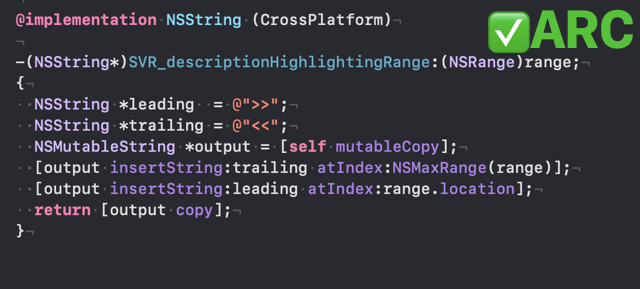 @implementation NSString (CrossPlatform)
✅ARC
-(NSString*)SVR_descriptionHighlightingRange:(NSRange)range;
{
  NSString *leading  = @">>";
  NSString *trailing = @"<<";
  NSMutableString *output = [self mutableCopy];
  [output insertString:trailing atIndex:NSMaxRange(range)];
  [output insertString:leading atIndex:range.location];
  return [output copy];
}